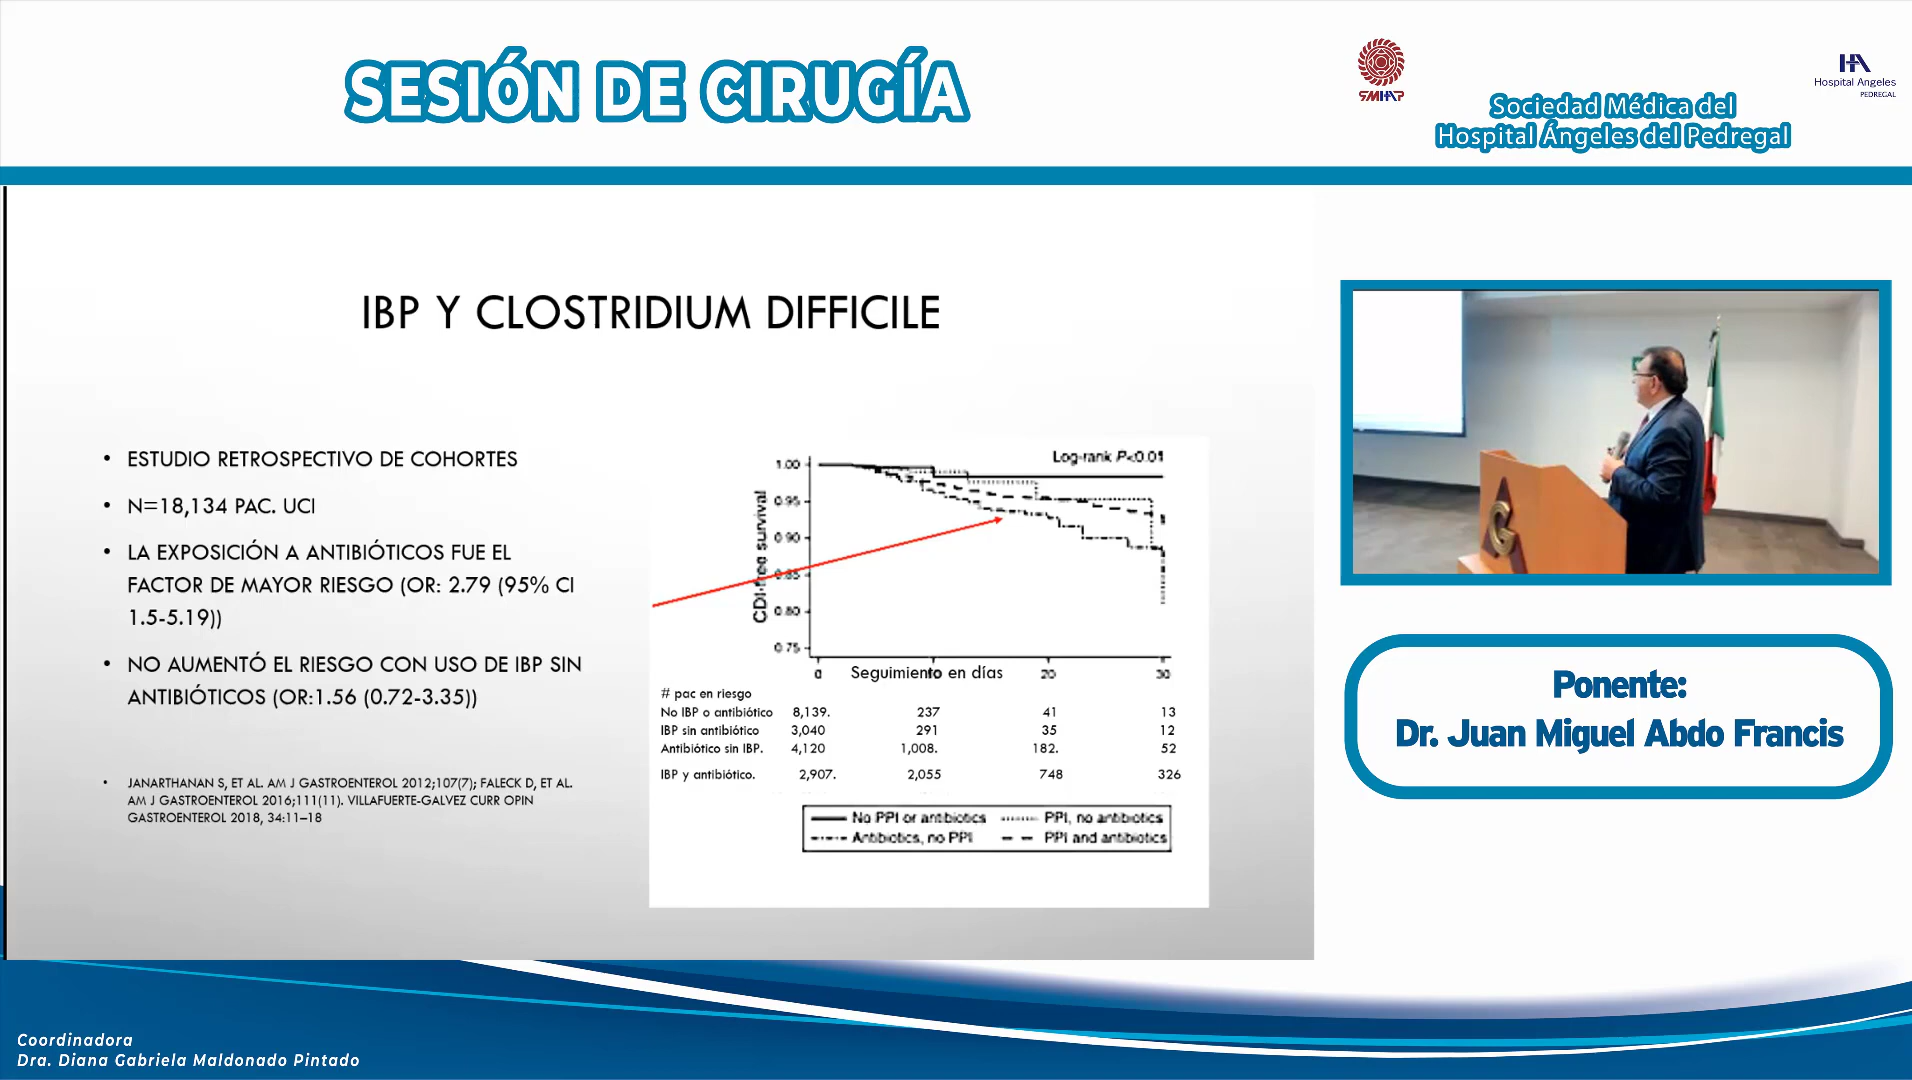 SESIÓN DE CIRUGÍA
SMHAP
Sociedad Médica del
Hospital Ángeles del Pedregal
HA
Hospital Angeles
PEDREGAL
IBP Y CLOSTRIDIUM DIFFICILE
• ESTUDIO RETROSPECTIVO DE COHORTES
• N=18,134 PAC. UCI
• LA EXPOSICIÓN A ANTIBIÓTICOS FUE EL
FACTOR DE MAYOR RIESGO (OR: 2.79 (95% CI
1.5-5.19))
• NO AUMENTÓ EL RIESGO CON USO DE IBP SIN
ANTIBIÓTICOS (OR:1.56 (0.72-3.35))
• JANARTHANAN S, ET AL. AM J GASTROENTEROL 2012;107(7); FALECK D, ET AL.
AM J GASTROENTEROL 2016;111(11). VILLAFUERTE-GALVEZ CURR OPIN
GASTROENTEROL 2018, 34:11–18
Log-rank P<0.01
CDI-free survival
1.00
0.95
0.90
0.85
0.80
0.75
0 10 20 30
Seguimiento en días
# pac en riesgo
No IBP o antibiótico 8,139. 237 41 13
IBP sin antibiótico 3,040 291 35 12
Antibiótico sin IBP. 4,120 1,008. 182. 52
IBP y antibiótico. 2,907. 2,055 748 326
No PPI or antibiotics PPI, no antibiotics
Antibiotics, no PPI PPI and antibiotics
G
Ponente:
Dr. Juan Miguel Abdo Francis
Coordinadora
Dra. Diana Gabriela Maldonado Pintado